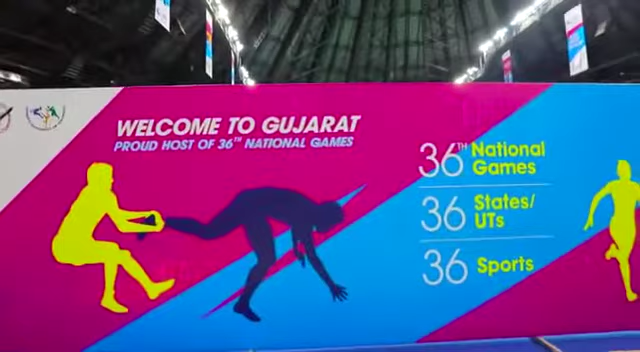 WELCOME TO GUJARAT
PROUD HOST OF 36TH NATIONAL GAMES
36TH National
Games
36 States/
UTs
36 Sports